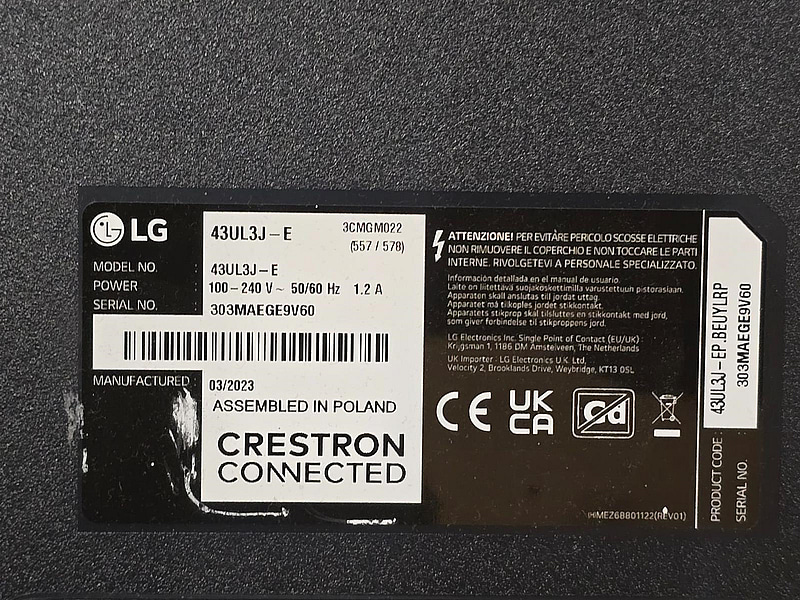 LG
43UL3J-E
3CMGM022
(557 / 578)
MODEL NO. 43UL3J-E
POWER 100-240 V~ 50/60 Hz 1.2 A
SERIAL NO. 303MAEGE9V60
MANUFACTURED : 03/2023
ASSEMBLED IN POLAND
CRESTRON
CONNECTED
ATTENZIONE! PER EVITARE PERICOLO SCOSSE ELETTRICHE
NON RIMUOVERE IL COPERCHIO E NON TOCCARE LE PARTI
INTERNE. RIVOLGETEVI A PERSONALE SPECIALIZZATO.
Información detallada en el manual de usuario.
Laite on liitettävä suojakoskettimilla varustettuun pistorasiaan.
Apparaten skall anslutas till jordat uttag.
Apparatet må tilkoples jordet stikkontakt.
Apparatets stikprop skal tilsluttes en stikkontakt med jord,
som giver forbindelse til stikproppens jord.
LG Electronics Inc. Single Point of Contact (EU/UK) :
Krijgsman 1, 1186 DM Amstelveen, The Netherlands
UK Importer : LG Electronics U.K. Ltd,
Velocity 2, Brooklands Drive, Weybridge, KT13 0SL
CE
UK
CA
Cd
(H)MEZ68801122(REV01)
PRODUCT CODE : 43UL3J-EP.BEUYLRP
SERIAL NO. : 303MAEGE9V60